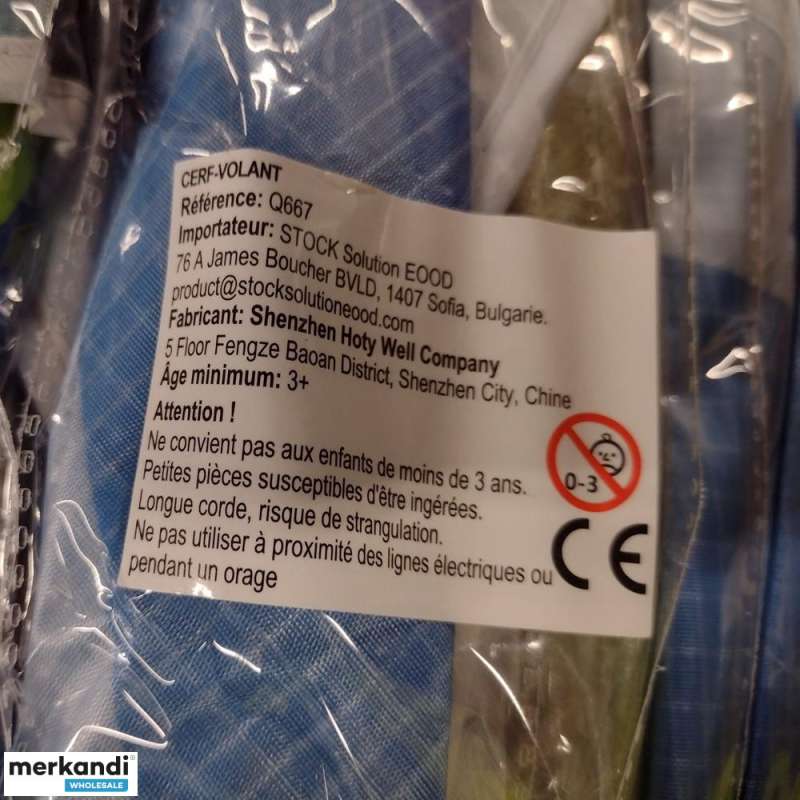 CERF-VOLANT
Référence: Q667
Importateur: STOCK Solution EOOD
76 A James Boucher BVLD, 1407 Sofia, Bulgarie.
product@stocksolutioneood.com
Fabricant: Shenzhen Hoty Well Company
5 Floor Fengze Baoan District, Shenzhen City, Chine
Âge minimum: 3+
Attention !
Ne convient pas aux enfants de moins de 3 ans.
Petites pièces susceptibles d'être ingérées.
Longue corde, risque de strangulation.
Ne pas utiliser à proximité des lignes électriques ou
pendant un orage
0-3
CE
merkandi
WHOLESALE